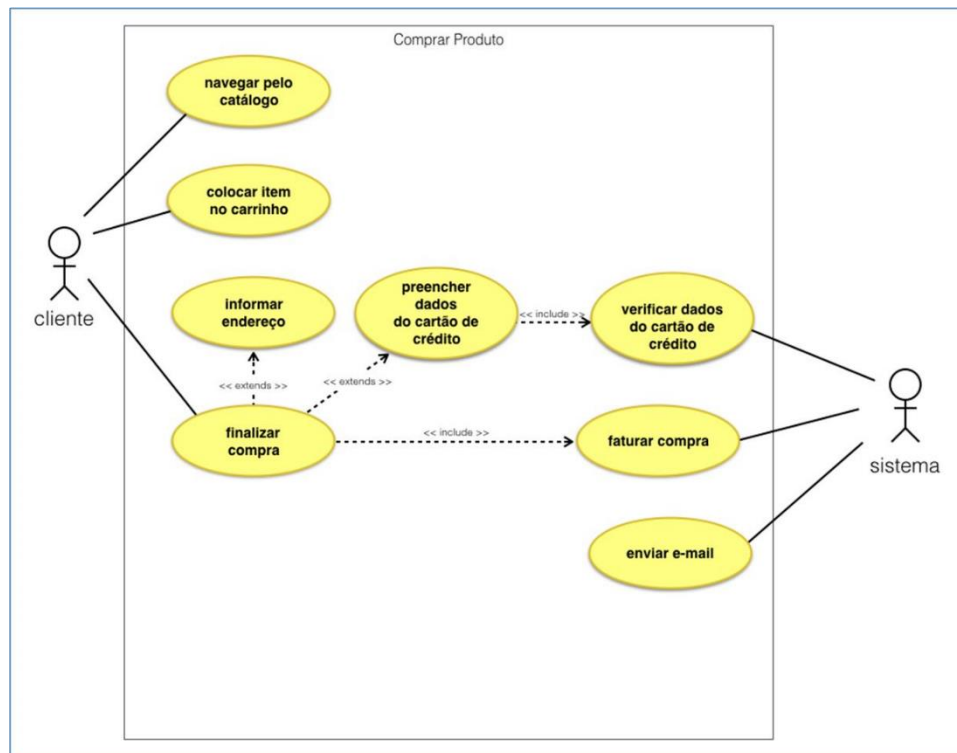 Comprar Produto
navegar pelo
catálogo
colocar item
no carrinho
cliente
informar
endereço
preencher
dados
do cartão de
crédito
<< include >>
verificar dados
do cartão de
crédito
<< extends >>
<< extends >>
finalizar
compra
<< include >>
faturar compra
sistema
enviar e-mail